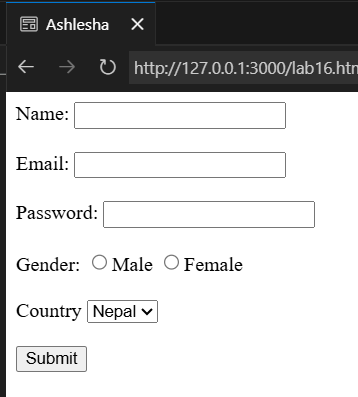 Ashlesha
http://127.0.0.1:3000/lab16.htm
Name:
Email:
Password:
Gender: Male Female
Country Nepal
Submit